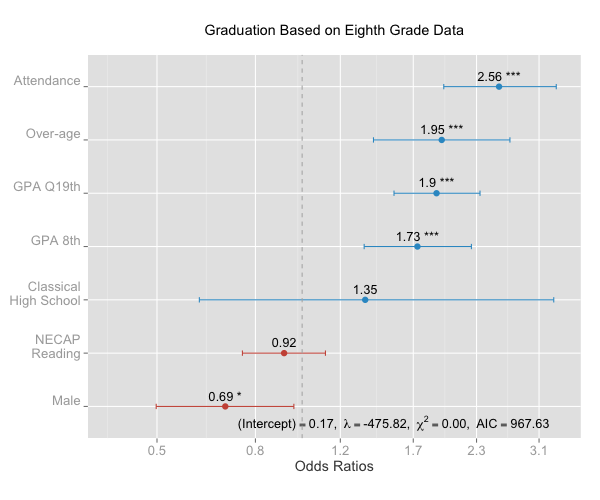 Graduation Based on Eighth Grade Data
Attendance
2.56 ***
Over-age
1.95 ***
GPA Q19th
1.9 ***
GPA 8th
1.73 ***
Classical
High School
1.35
NECAP
Reading
0.92
Male
0.69 *
(Intercept) = 0.17, λ = -475.82, χ² = 0.00, AIC = 967.63
0.5 0.8 1.2 1.7 2.3 3.1
Odds Ratios